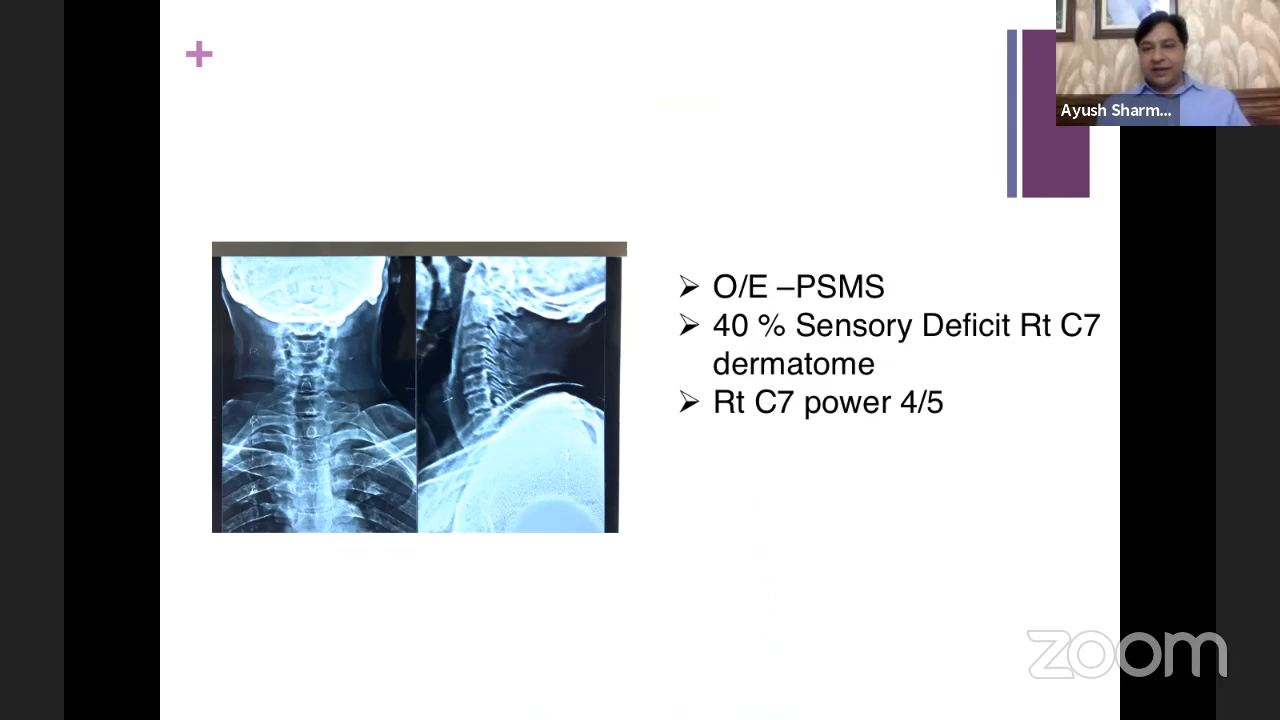 Ayush Sharm...
O/E –PSMS
40 % Sensory Deficit Rt C7
dermatome
Rt C7 power 4/5
zoom